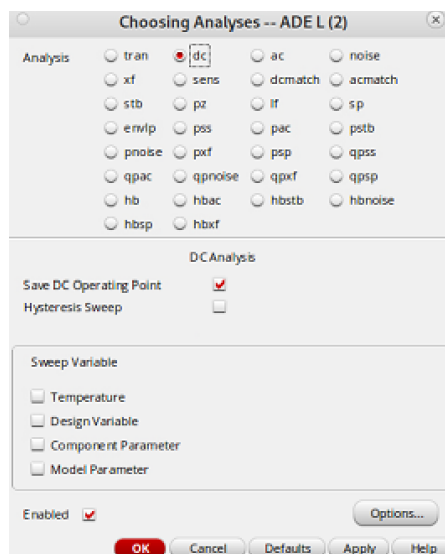 Choosing Analyses -- ADE L (2)
Analysis tran dc ac noise
xf sens dcmatch acmatch
stb pz lf sp
envlp pss pac pstb
pnoise pxf psp qpss
qpac qpnoise qpxf qpsp
hb hbac hbstb hbnoise
hbsp hbxf
DC Analysis
Save DC Operating Point
Hysteresis Sweep
Sweep Variable
Temperature
Design Variable
Component Parameter
Model Parameter
Enabled Options...
OK Cancel Defaults Apply Help